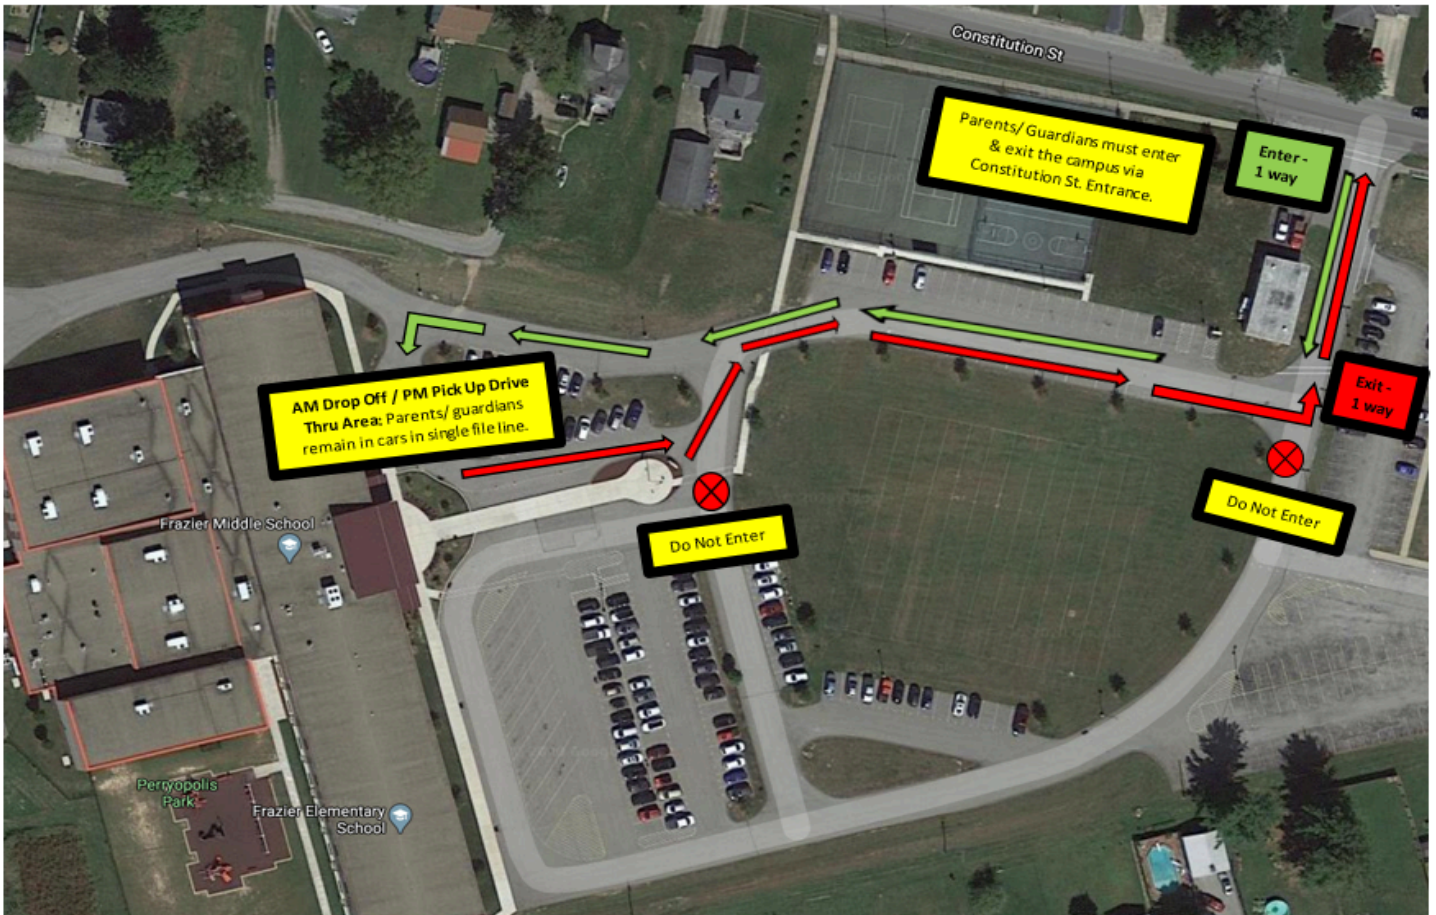 Constitution St
Parents/ Guardians must enter
& exit the campus via
Constitution St. Entrance.
Enter -
1 way
Exit -
1 way
AM Drop Off / PM Pick Up Drive
Thru Area: Parents/ guardians
remain in cars in single file line.
Do Not Enter
Do Not Enter
Frazier Middle School
Perryopolis
Park
Frazier Elementary
School